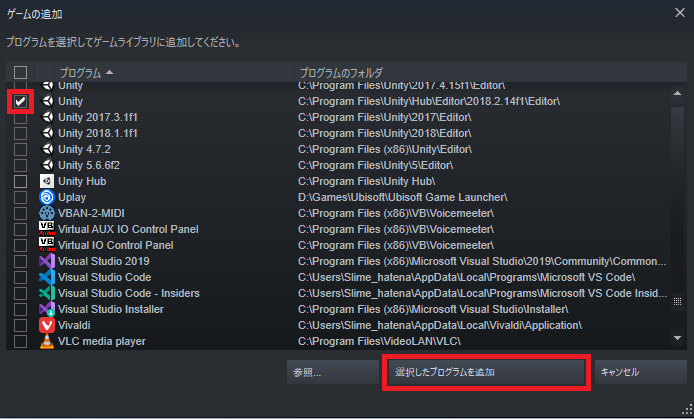 ゲームの追加
プログラムを選択してゲームライブラリに追加してください。
プログラム プログラムのフォルダ
Unity C:\Program Files\Unity\2017.4.15f1\Editor\
Unity C:\Program Files\Unity\Hub\Editor\2018.2.14f1\Editor\
Unity 2017.3.1f1 C:\Program Files\Unity\2017\Editor\
Unity 2018.1.1f1 C:\Program Files\Unity\2018\Editor\
Unity 4.7.2 C:\Program Files (x86)\Unity\Editor\
Unity 5.6.6f2 C:\Program Files\Unity\5\Editor\
Unity Hub C:\Program Files\Unity Hub\
Uplay D:\Games\Ubisoft\Ubisoft Game Launcher\
VBAN-2-MIDI C:\Program Files (x86)\VB\Voicemeeter\
Virtual AUX IO Control Panel C:\Program Files (x86)\VB\Voicemeeter\
Virtual IO Control Panel C:\Program Files (x86)\VB\Voicemeeter\
Visual Studio 2019 C:\Program Files (x86)\Microsoft Visual Studio\2019\Community\Common...
Visual Studio Code C:\Users\Slime_hatena\AppData\Local\Programs\Microsoft VS Code\
Visual Studio Code - Insiders C:\Users\Slime_hatena\AppData\Local\Programs\Microsoft VS Code Insid...
Visual Studio Installer C:\Program Files (x86)\Microsoft Visual Studio\Installer\
Vivaldi C:\Users\Slime_hatena\AppData\Local\Vivaldi\Application\
VLC media player C:\Program Files\VideoLAN\VLC\
参照... 選択したプログラムを追加 キャンセル